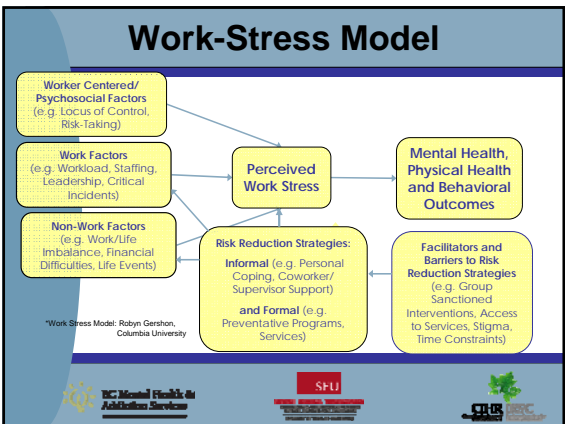 Work-Stress Model
Worker Centered/
Psychosocial Factors
(e.g. Locus of Control,
Risk-Taking)
Work Factors
(e.g. Workload, Staffing,
Leadership, Critical
Incidents)
Non-Work Factors
(e.g. Work/Life
Imbalance, Financial
Difficulties, Life Events)
Perceived
Work Stress
Mental Health,
Physical Health
and Behavioral
Outcomes
Risk Reduction Strategies:
Informal (e.g. Personal
Coping, Coworker/
Supervisor Support)
and Formal (e.g.
Preventative Programs,
Services)
Facilitators and
Barriers to Risk
Reduction Strategies
(e.g. Group
Sanctioned
Interventions, Access
to Services, Stigma,
Time Constraints)
*Work Stress Model: Robyn Gershon,
Columbia University
BC Mental Health &
Addiction Services
SFU
CIHR IRSC